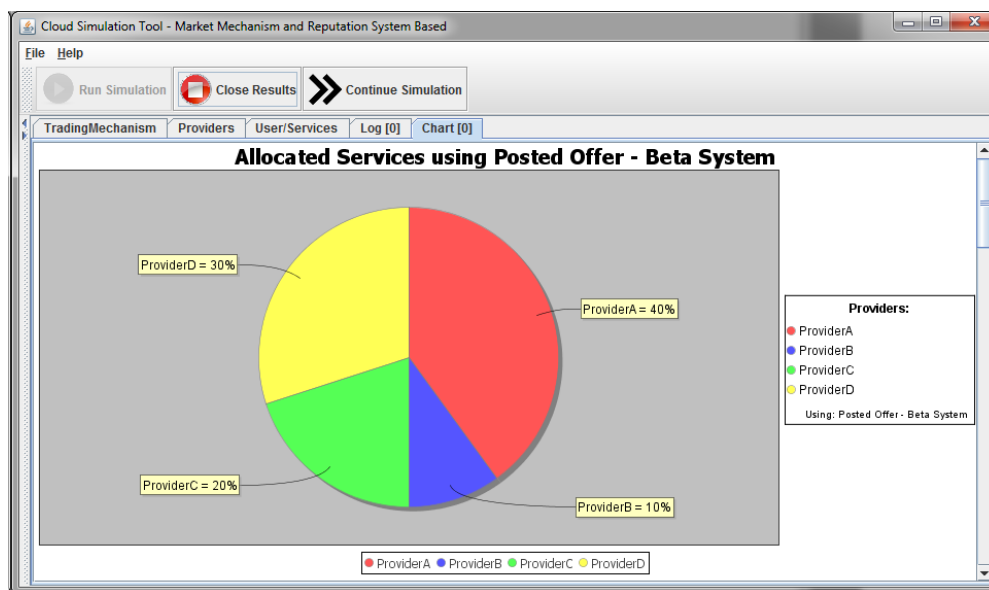 Cloud Simulation Tool - Market Mechanism and Reputation System Based
File Help
Run Simulation Close Results Continue Simulation
TradingMechanism Providers User/Services Log [0] Chart [0]
Allocated Services using Posted Offer - Beta System
ProviderD = 30%
ProviderA = 40%
ProviderC = 20%
ProviderB = 10%
Providers:
ProviderA
ProviderB
ProviderC
ProviderD
Using: Posted Offer - Beta System
ProviderA ProviderB ProviderC ProviderD